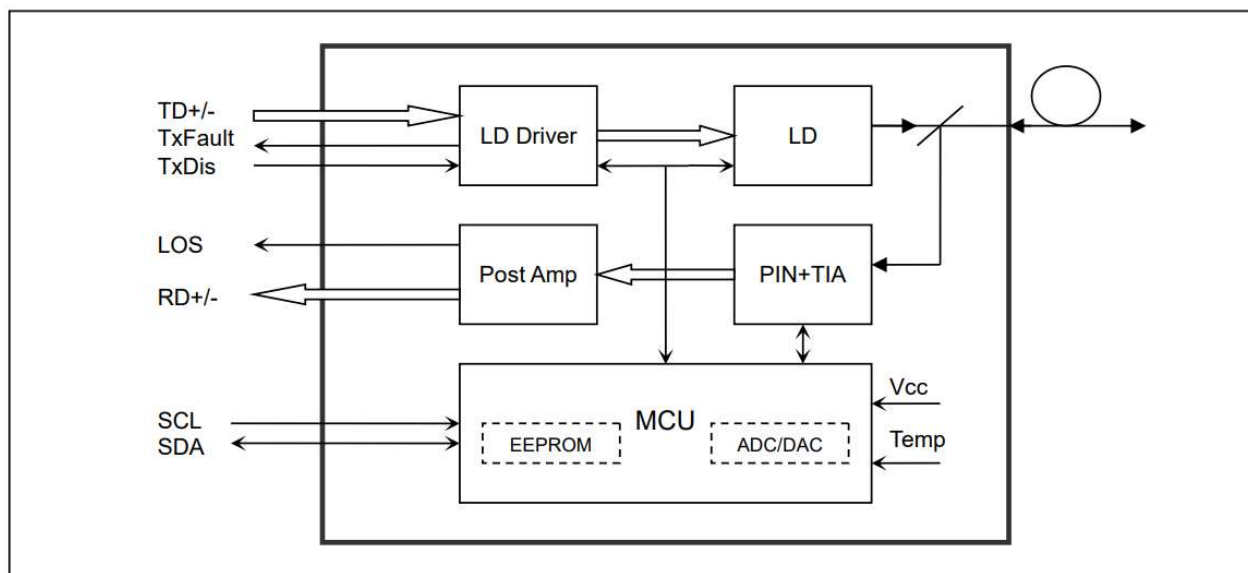 TD+/-
TxFault
TxDis
LD Driver
LD
LOS
RD+/-
Post Amp
PIN+TIA
SCL
SDA
MCU
EEPROM
ADC/DAC
Vcc
Temp